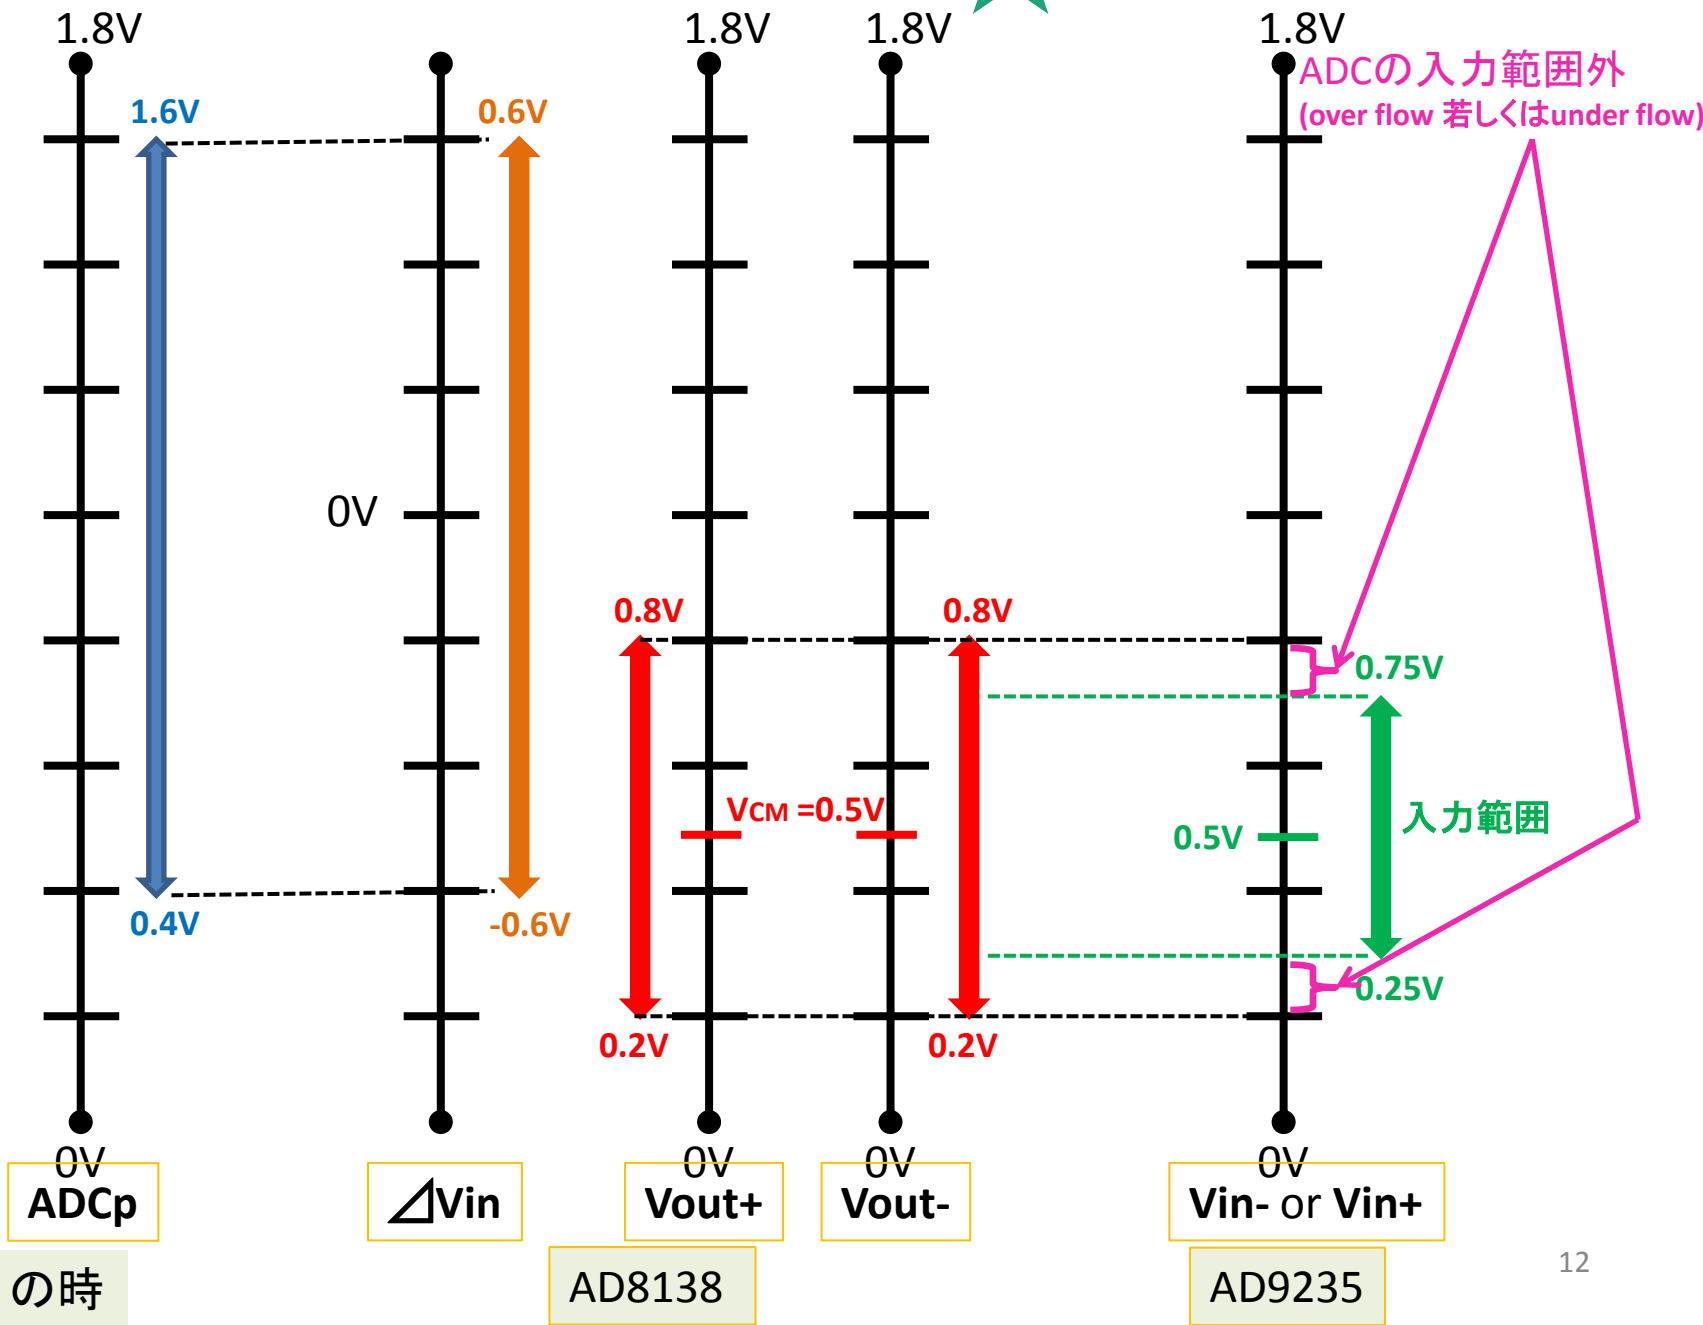 1.8V
1.8V
1.8V
1.8V
ADCの入力範囲外
(over flow 若しくはunder flow)
1.6V
0.6V
0V
0.8V
0.8V
0.75V
VCM =0.5V
0.5V
入力範囲
0.4V
-0.6V
0.25V
0.2V
0.2V
0V
0V
0V
0V
ADCp
⊿Vin
Vout+
Vout-
Vin- or Vin+
の時
AD8138
AD9235
12